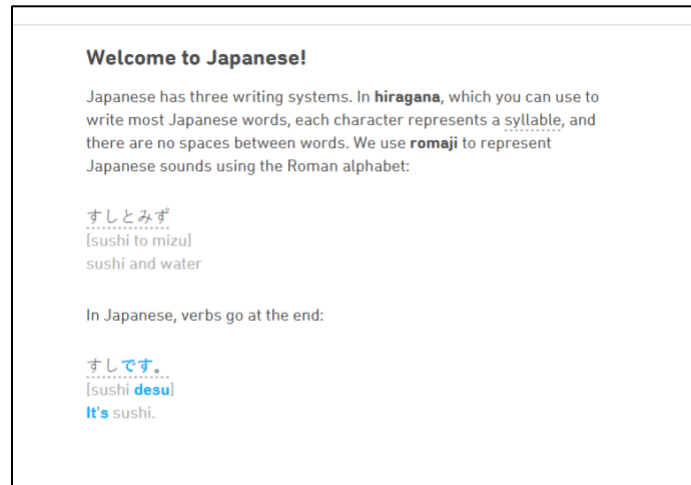 Welcome to Japanese!
Japanese has three writing systems. In hiragana, which you can use to
write most Japanese words, each character represents a syllable, and
there are no spaces between words. We use romaji to represent
Japanese sounds using the Roman alphabet:
すしとみず
[sushi to mizu]
sushi and water
In Japanese, verbs go at the end:
すしです。
[sushi desu]
It's sushi.